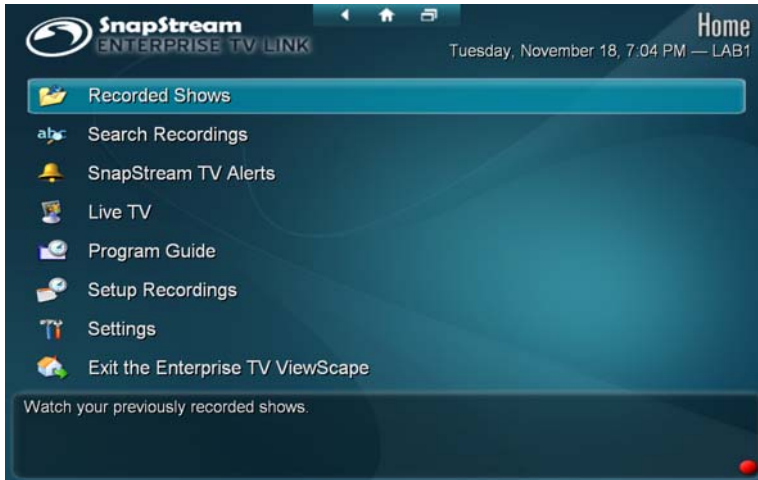 SnapStream
ENTERPRISE TV LINK
Home
Tuesday, November 18, 7:04 PM — LAB1
Recorded Shows
abc
Search Recordings
SnapStream TV Alerts
Live TV
Program Guide
Setup Recordings
Settings
Exit the Enterprise TV ViewScape
Watch your previously recorded shows.